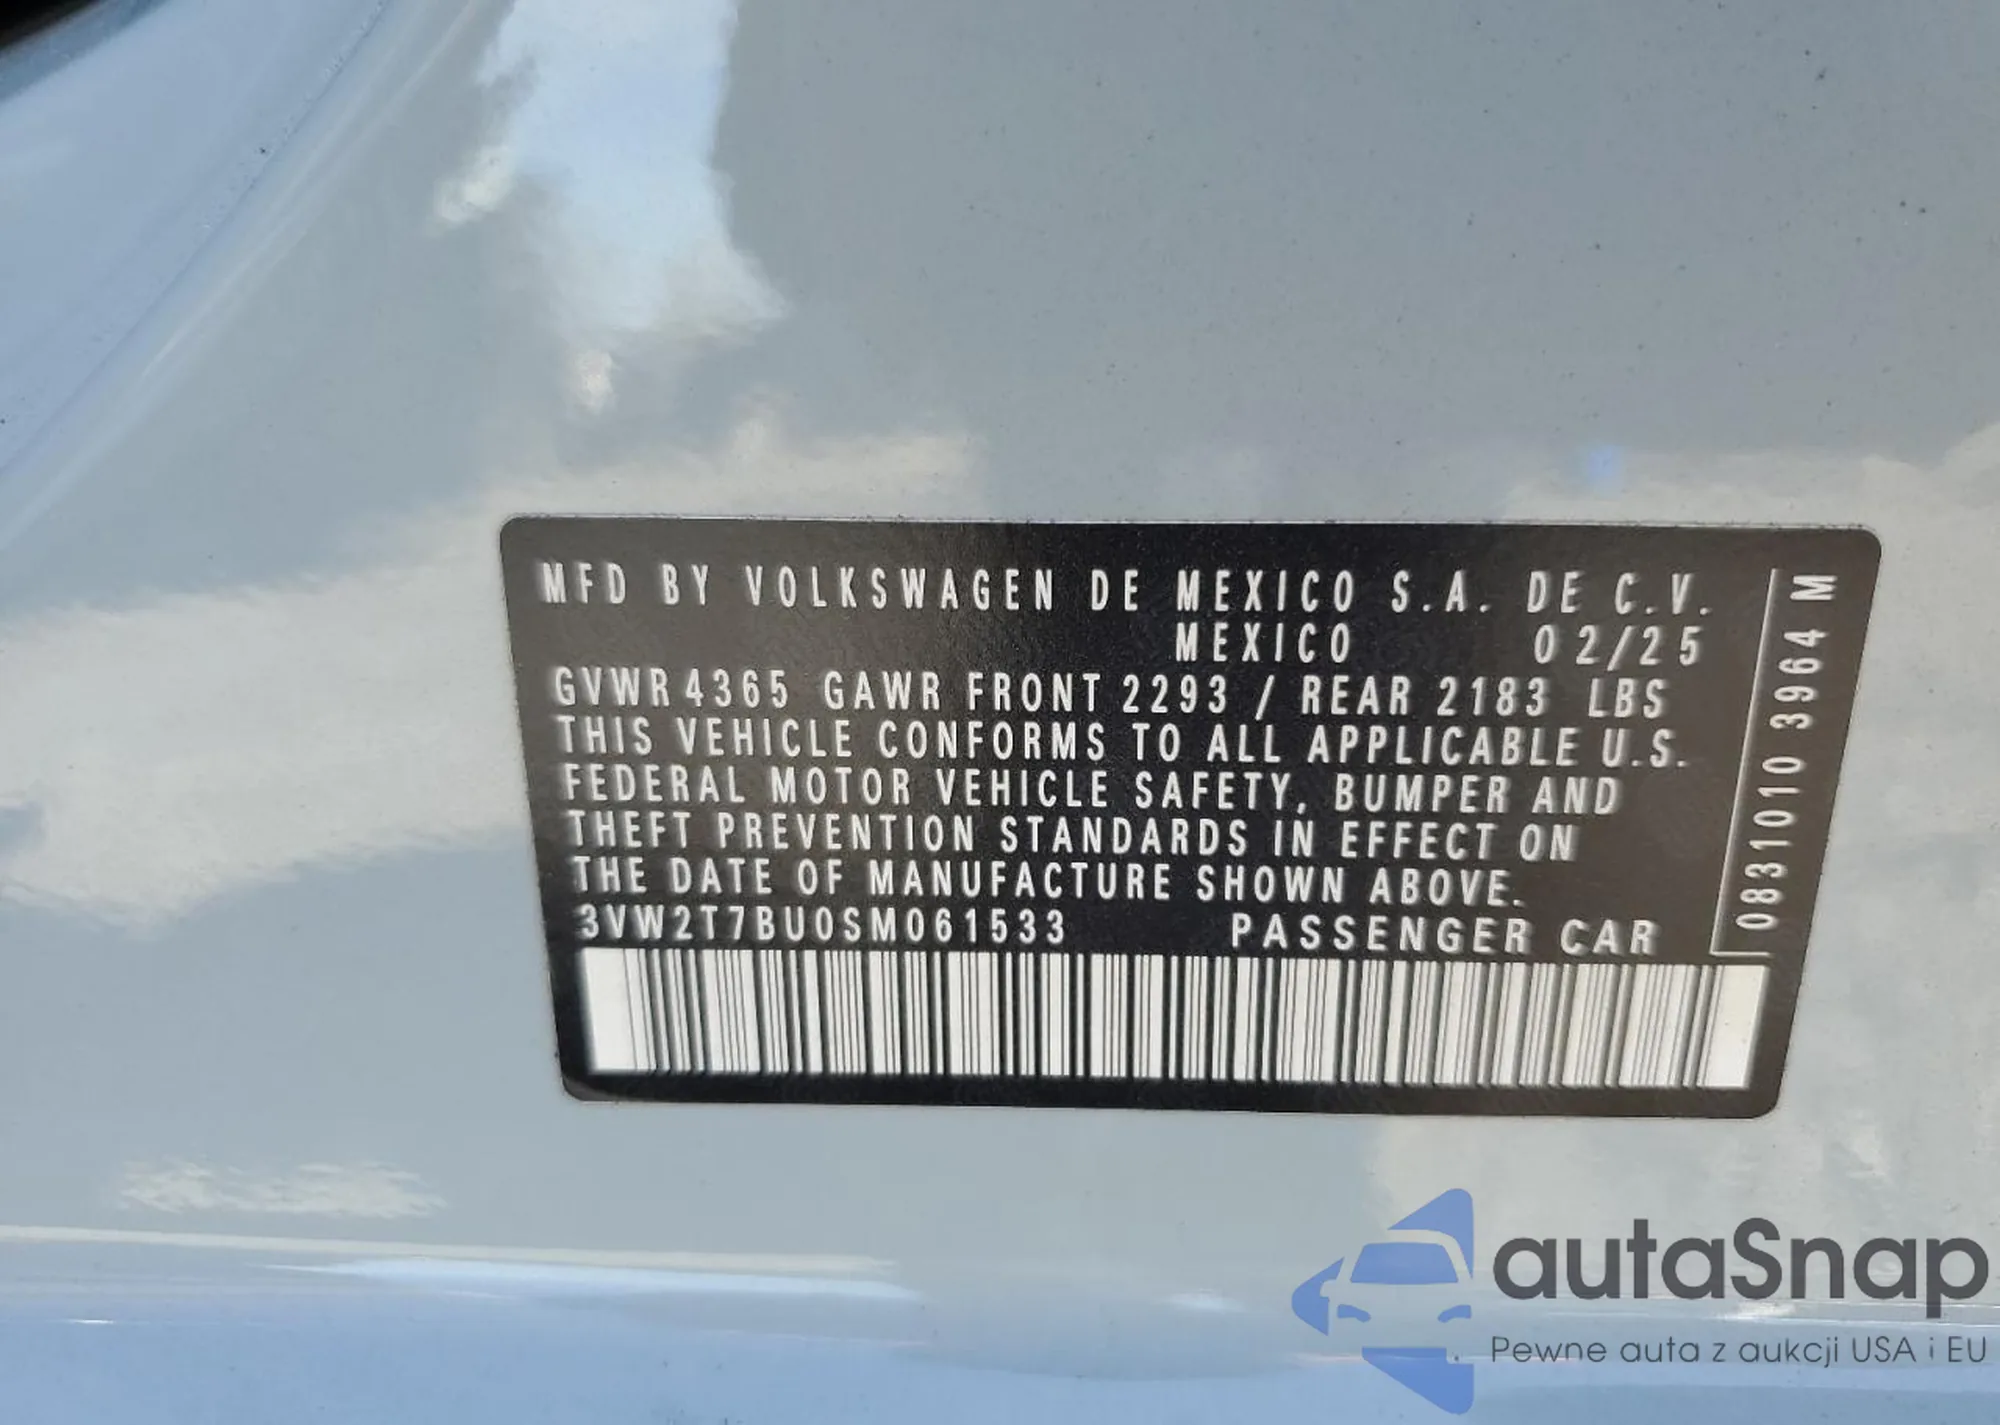 MFD BY VOLKSWAGEN DE MEXICO S.A. DE C.V.
MEXICO 02/25
GVWR 4365 GAWR FRONT 2293 / REAR 2183 LBS
THIS VEHICLE CONFORMS TO ALL APPLICABLE U.S.
FEDERAL MOTOR VEHICLE SAFETY, BUMPER AND
THEFT PREVENTION STANDARDS IN EFFECT ON
THE DATE OF MANUFACTURE SHOWN ABOVE.
3VW2T7BU0SM061533 PASSENGER CAR
0831010 3964 M
autaSnap
Pewne auta z aukcji USA i EU